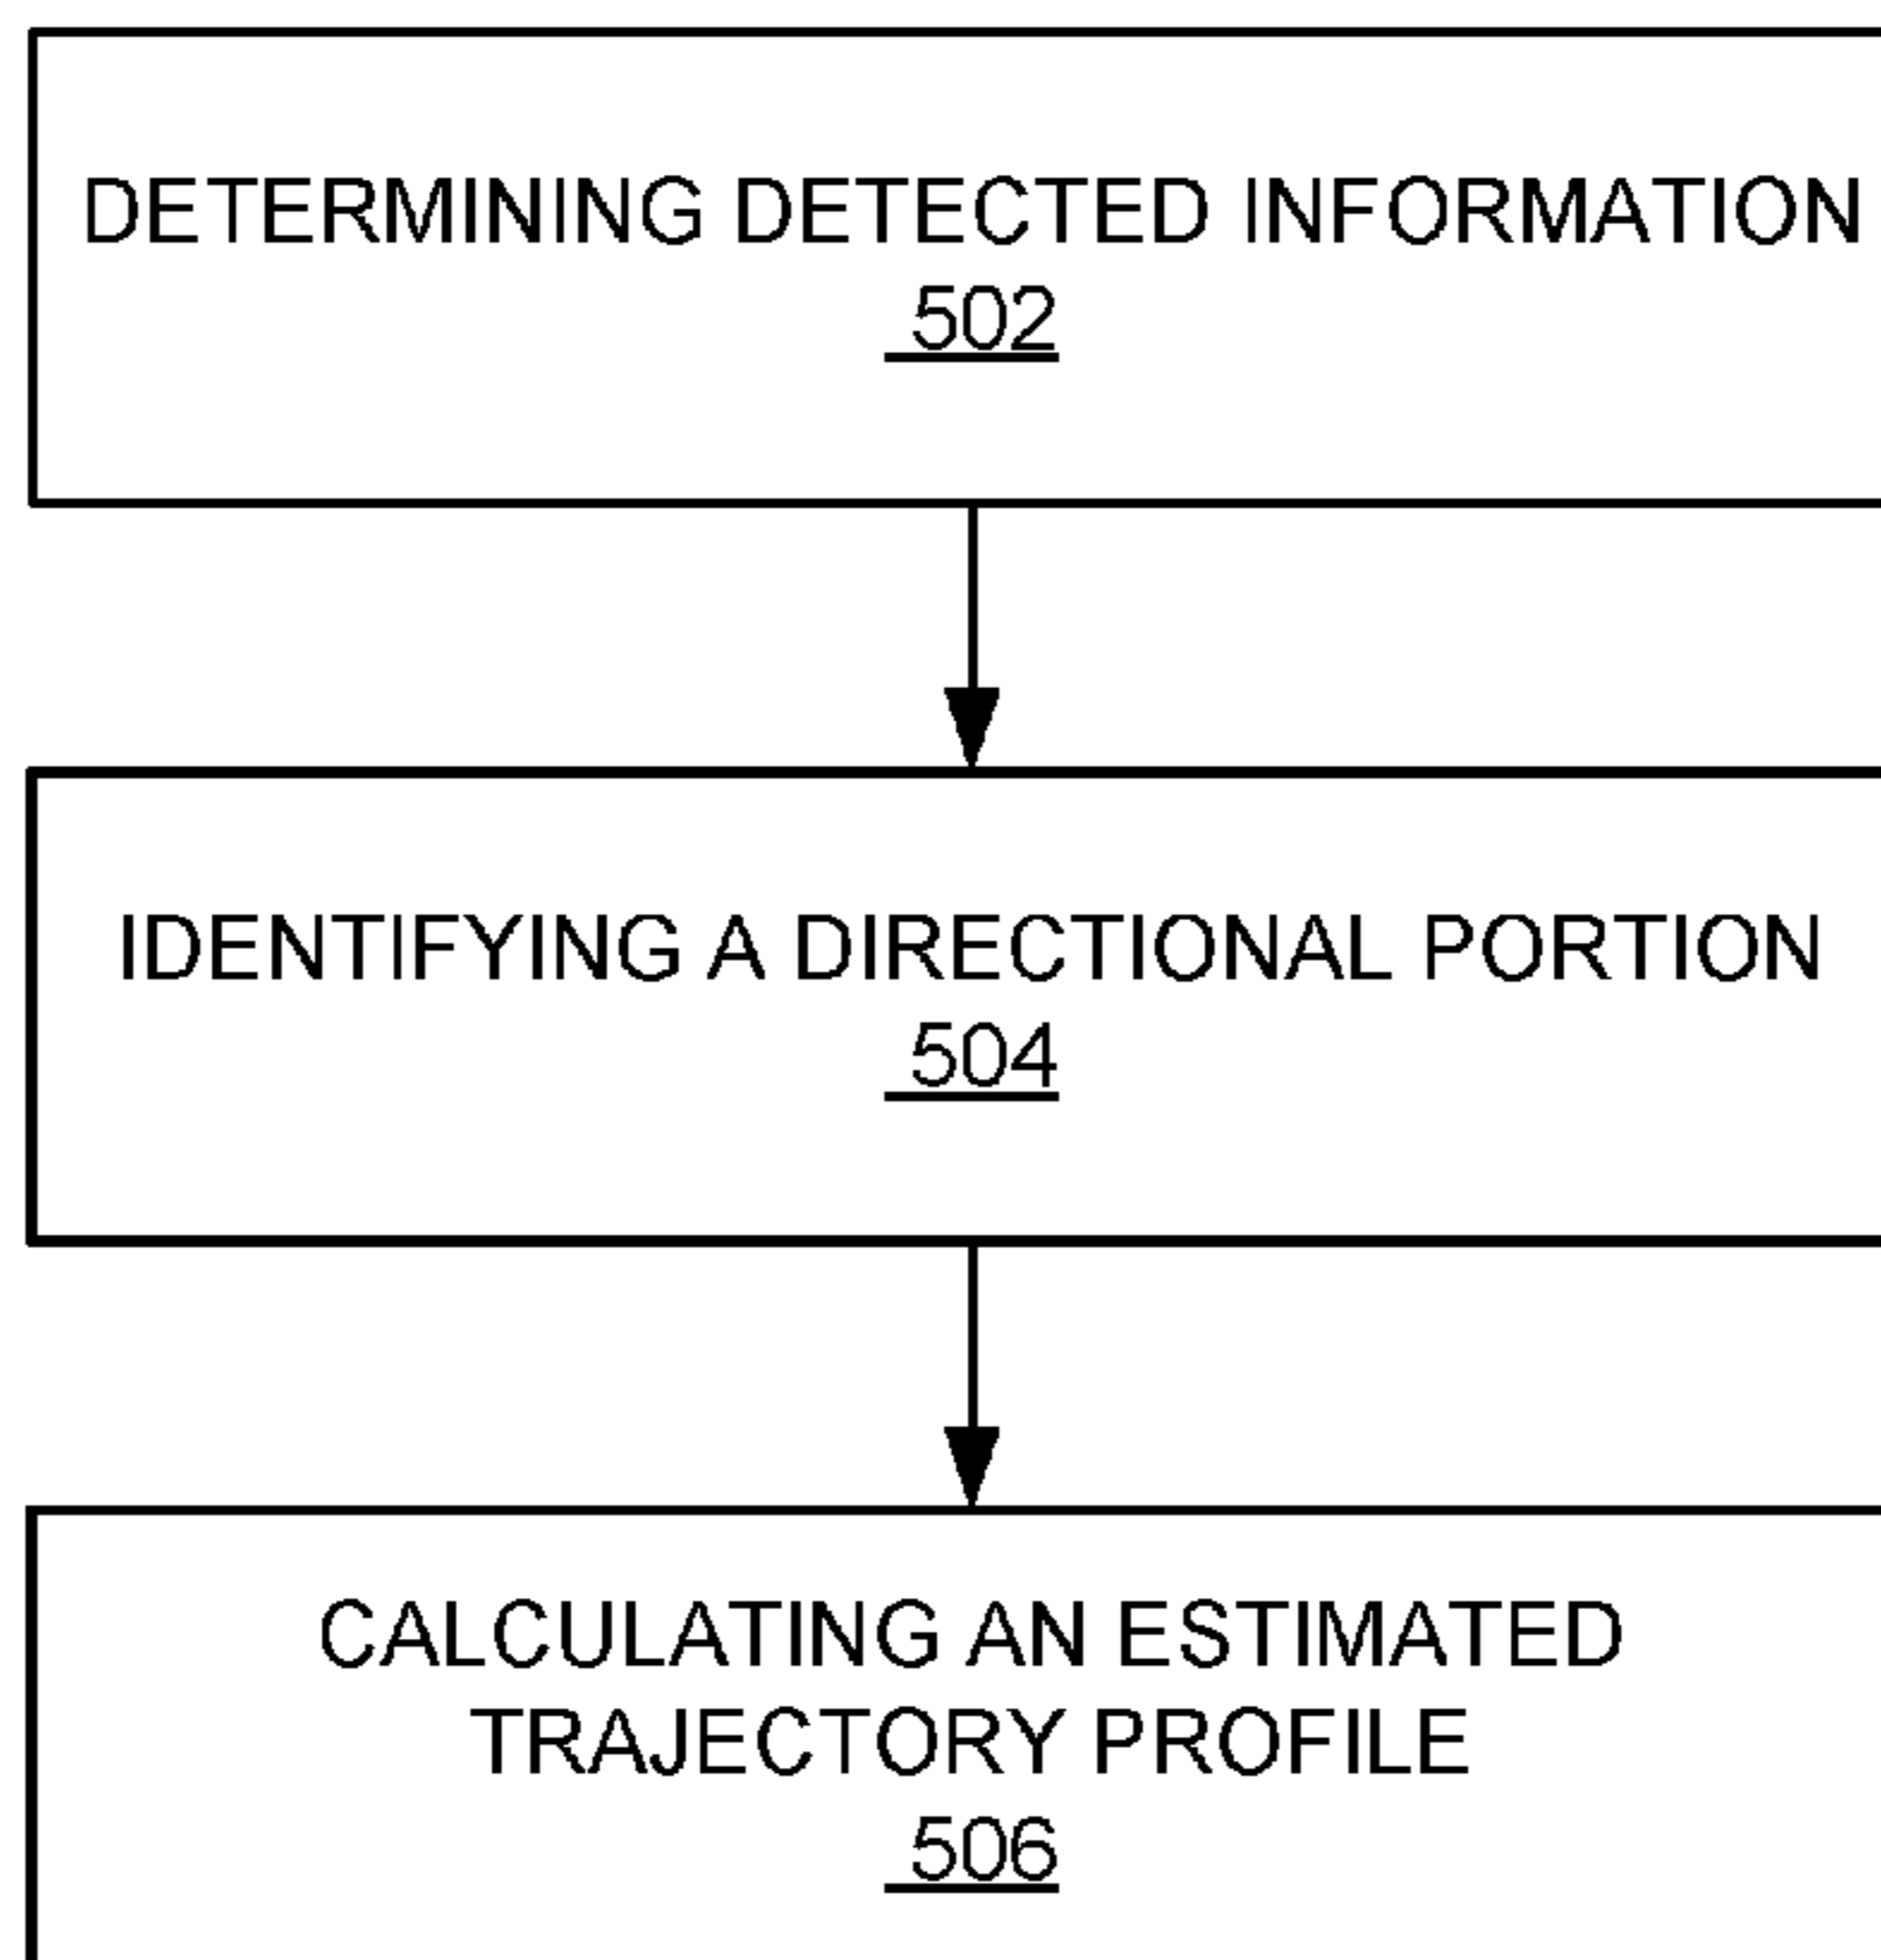 DETERMINING DETECTED INFORMATION
502
IDENTIFYING A DIRECTIONAL PORTION
504
CALCULATING AN ESTIMATED
TRAJECTORY PROFILE
506